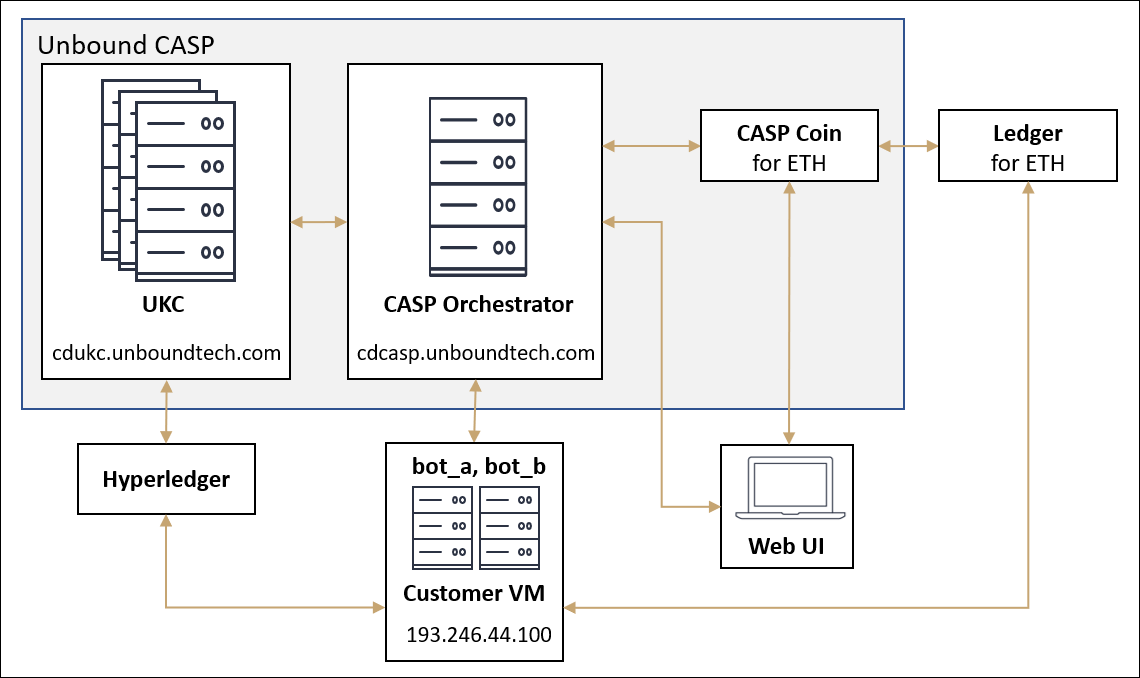 Unbound CASP
UKC
cdukc.unboundtech.com
CASP Orchestrator
cdcasp.unboundtech.com
CASP Coin
for ETH
Ledger
for ETH
Hyperledger
bot_a, bot_b
Customer VM
193.246.44.100
Web UI